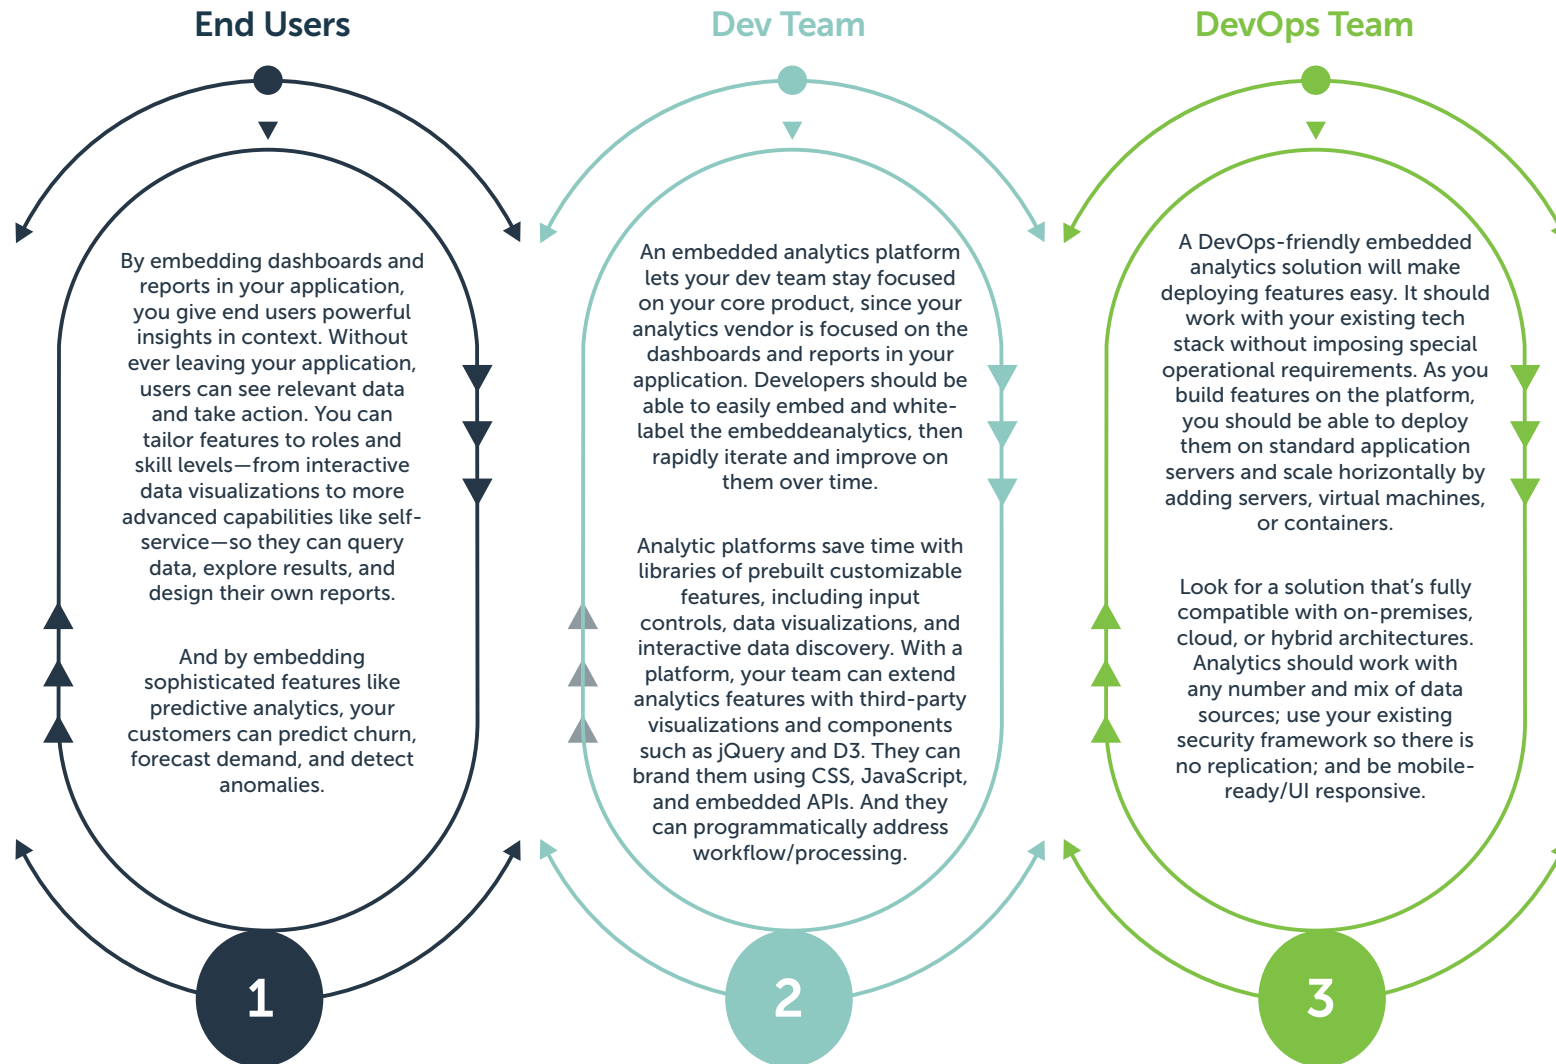 End Users
By embedding dashboards and
reports in your application,
you give end users powerful
insights in context. Without
ever leaving your application,
users can see relevant data
and take action. You can
tailor features to roles and
skill levels—from interactive
data visualizations to more
advanced capabilities like self-
service—so they can query
data, explore results, and
design their own reports.
And by embedding
sophisticated features like
predictive analytics, your
customers can predict churn,
forecast demand, and detect
anomalies.
1
Dev Team
An embedded analytics platform
lets your dev team stay focused
on your core product, since your
analytics vendor is focused on the
dashboards and reports in your
application. Developers should be
able to easily embed and white-
label the embeddeanalytics, then
rapidly iterate and improve on
them over time.
Analytic platforms save time with
libraries of prebuilt customizable
features, including input
controls, data visualizations, and
interactive data discovery. With a
platform, your team can extend
analytics features with third-party
visualizations and components
such as jQuery and D3. They can
brand them using CSS, JavaScript,
and embedded APIs. And they
can programmatically address
workflow/processing.
2
DevOps Team
A DevOps-friendly embedded
analytics solution will make
deploying features easy. It should
work with your existing tech
stack without imposing special
operational requirements. As you
build features on the platform,
you should be able to deploy
them on standard application
servers and scale horizontally by
adding servers, virtual machines,
or containers.
Look for a solution that’s fully
compatible with on-premises,
cloud, or hybrid architectures.
Analytics should work with
any number and mix of data
sources; use your existing
security framework so there is
no replication; and be mobile-
ready/UI responsive.
3